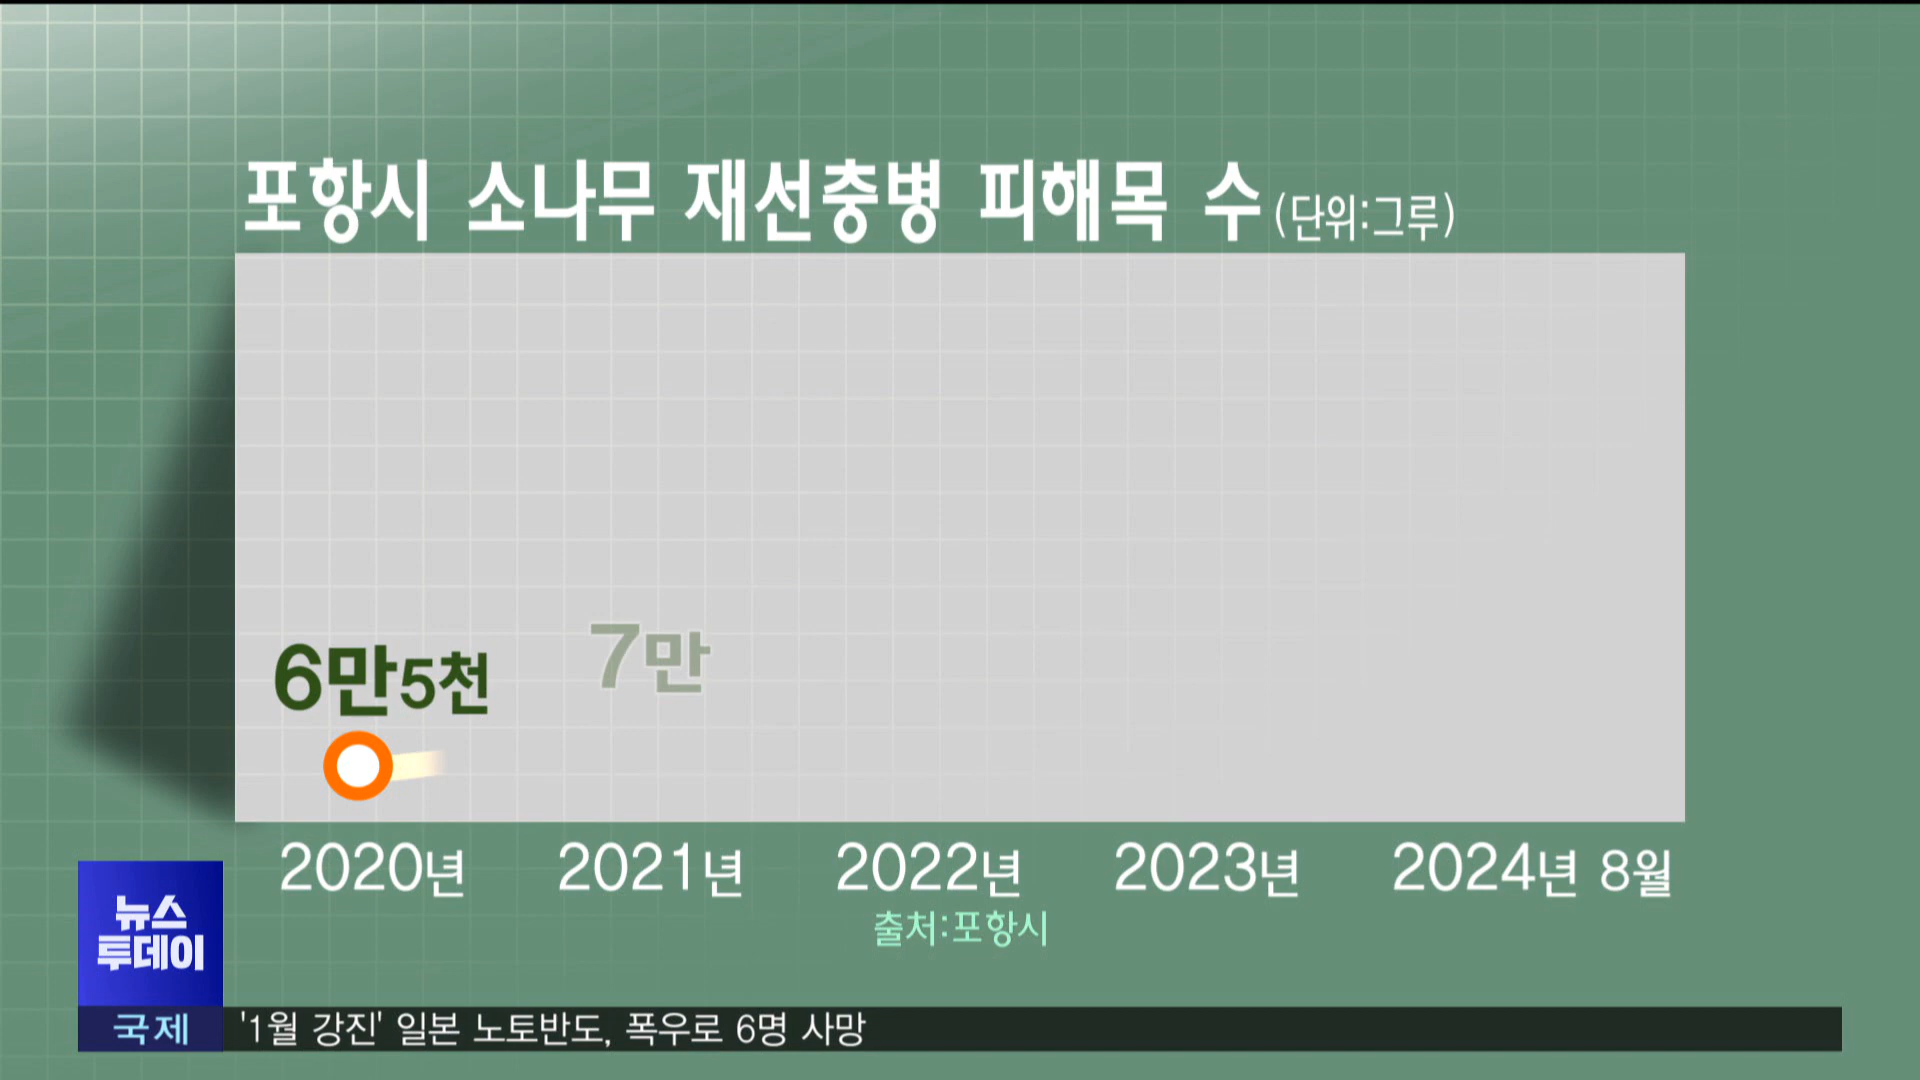 포항시 소나무 재선충병 피해목 수(단위:그루)
6만5천
7만
2020년 2021년 2022년 2023년 2024년 8월
출처:포항시
뉴스
투데이
국제 '1월 강진' 일본 노토반도, 폭우로 6명 사망